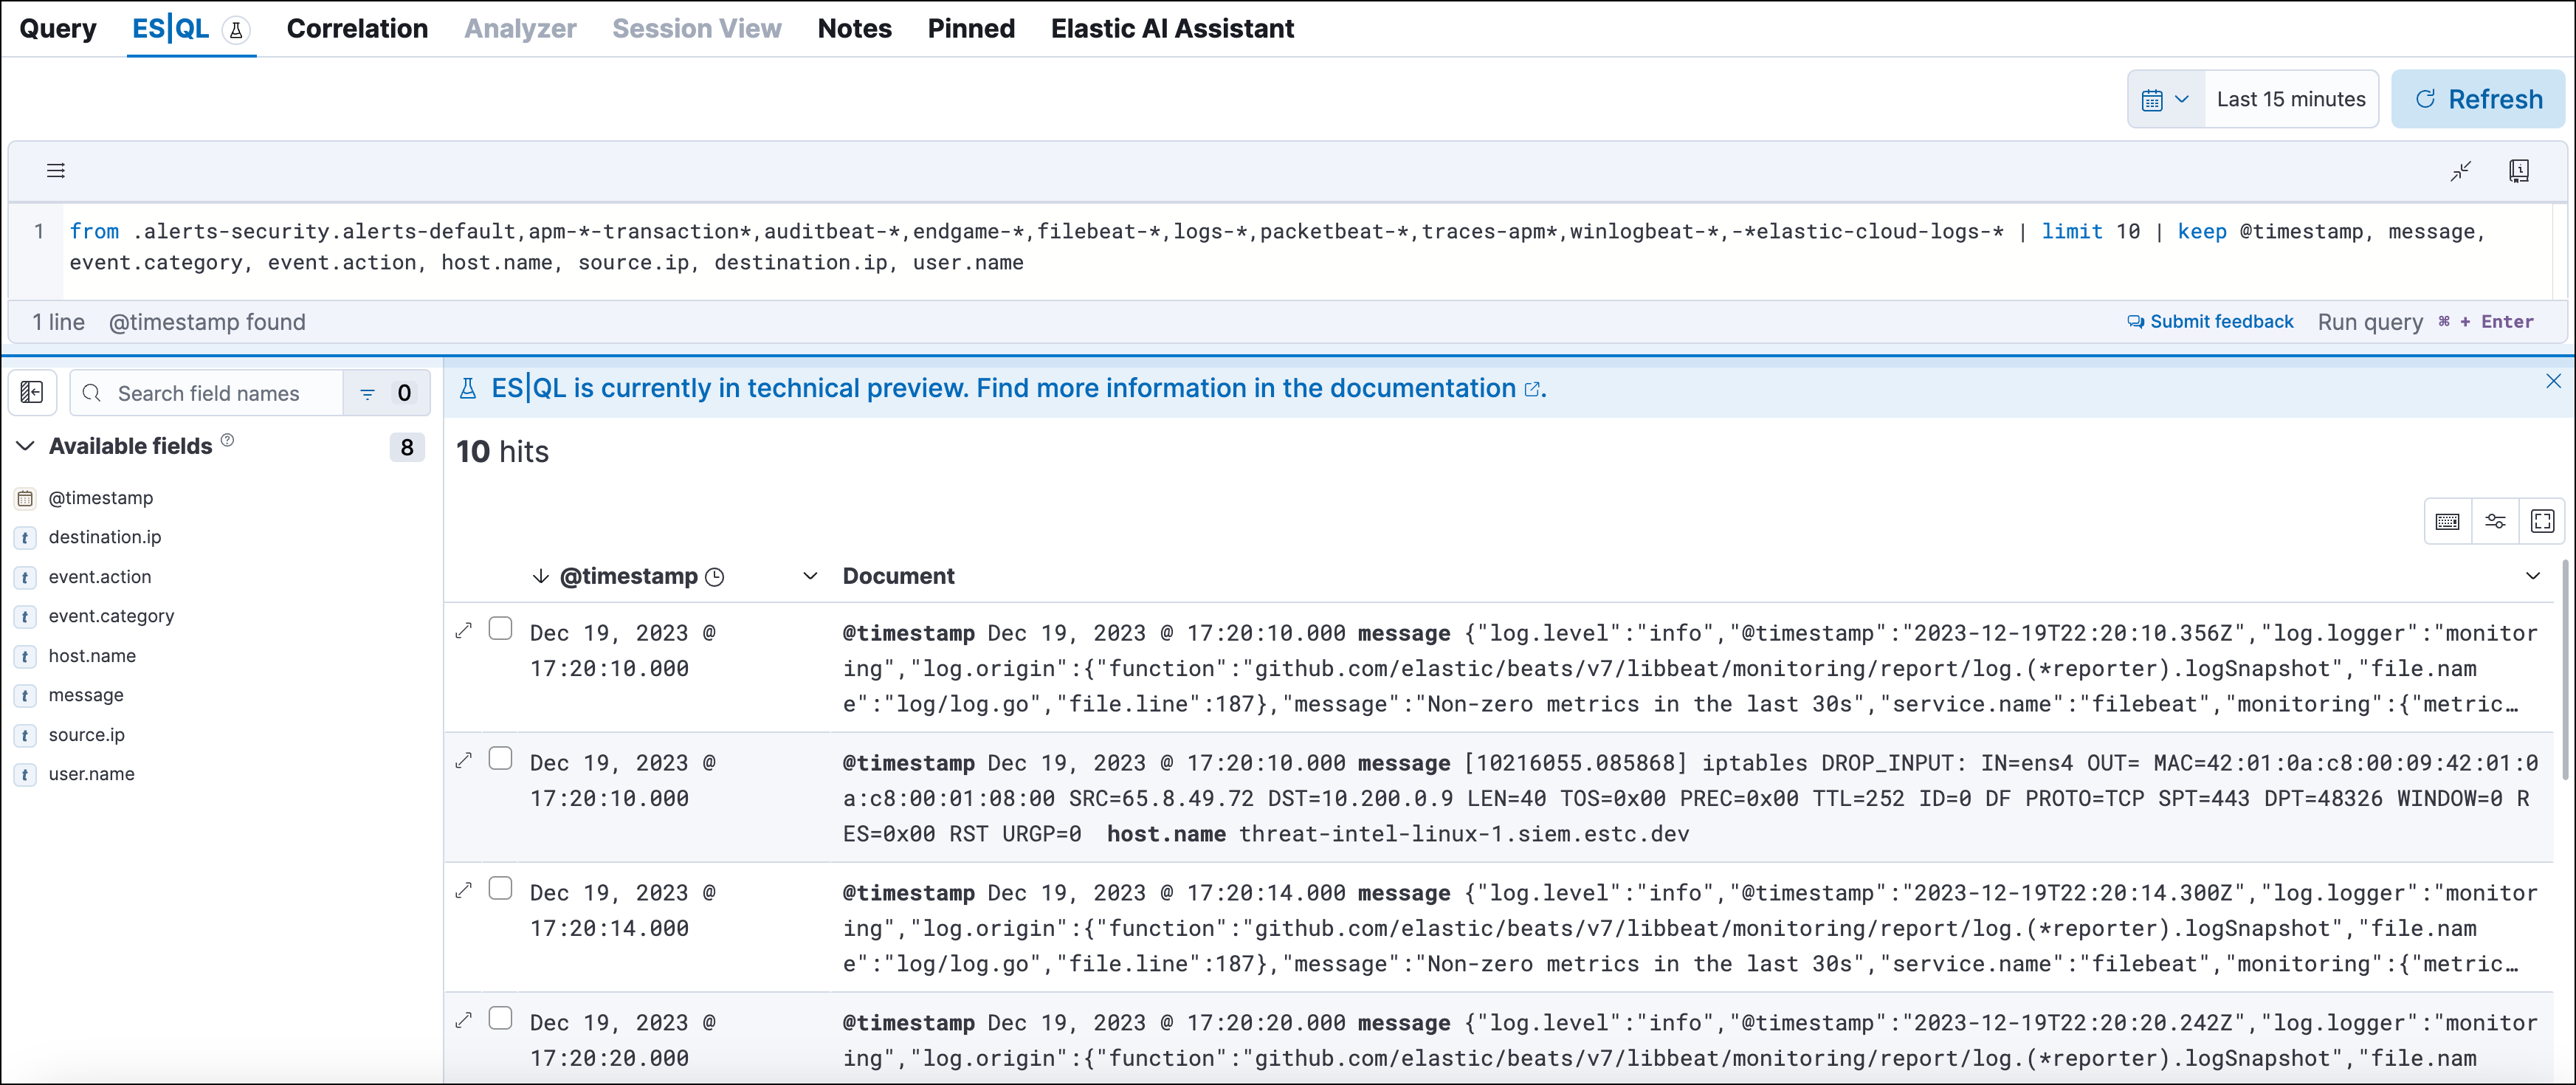 Query ES|QL Correlation Analyzer Session View Notes Pinned Elastic AI Assistant
Last 15 minutes Refresh
1 from .alerts-security.alerts-default,apm-*-transaction*,auditbeat-*,endgame-*,filebeat-*,logs-*,packetbeat-*,traces-apm*,winlogbeat-*,-*elastic-cloud-logs-* | limit 10 | keep @timestamp, message,
event.category, event.action, host.name, source.ip, destination.ip, user.name
1 line @timestamp found Submit feedback Run query ⌘ + Enter
Search field names 0
ES|QL is currently in technical preview. Find more information in the documentation.
Available fields 8
@timestamp
destination.ip
event.action
event.category
host.name
message
source.ip
user.name
10 hits
@timestamp Document
Dec 19, 2023 @
17:20:10.000
@timestamp Dec 19, 2023 @ 17:20:10.000 message {"log.level":"info","@timestamp":"2023-12-19T22:20:10.356Z","log.logger":"monitor
ing","log.origin":{"function":"github.com/elastic/beats/v7/libbeat/monitoring/report/log.(*reporter).logSnapshot","file.nam
e":"log/log.go","file.line":187},"message":"Non-zero metrics in the last 30s","service.name":"filebeat","monitoring":{"metric…
Dec 19, 2023 @
17:20:10.000
@timestamp Dec 19, 2023 @ 17:20:10.000 message [10216055.085868] iptables DROP_INPUT: IN=ens4 OUT= MAC=42:01:0a:c8:00:09:42:01:0
a:c8:00:01:08:00 SRC=65.8.49.72 DST=10.200.0.9 LEN=40 TOS=0x00 PREC=0x00 TTL=252 ID=0 DF PROTO=TCP SPT=443 DPT=48326 WINDOW=0 R
ES=0x00 RST URGP=0 host.name threat-intel-linux-1.siem.estc.dev
Dec 19, 2023 @
17:20:14.000
@timestamp Dec 19, 2023 @ 17:20:14.000 message {"log.level":"info","@timestamp":"2023-12-19T22:20:14.300Z","log.logger":"monitor
ing","log.origin":{"function":"github.com/elastic/beats/v7/libbeat/monitoring/report/log.(*reporter).logSnapshot","file.nam
e":"log/log.go","file.line":187},"message":"Non-zero metrics in the last 30s","service.name":"filebeat","monitoring":{"metric…
Dec 19, 2023 @
17:20:20.000
@timestamp Dec 19, 2023 @ 17:20:20.000 message {"log.level":"info","@timestamp":"2023-12-19T22:20:20.242Z","log.logger":"monitor
ing","log.origin":{"function":"github.com/elastic/beats/v7/libbeat/monitoring/report/log.(*reporter).logSnapshot","file.nam